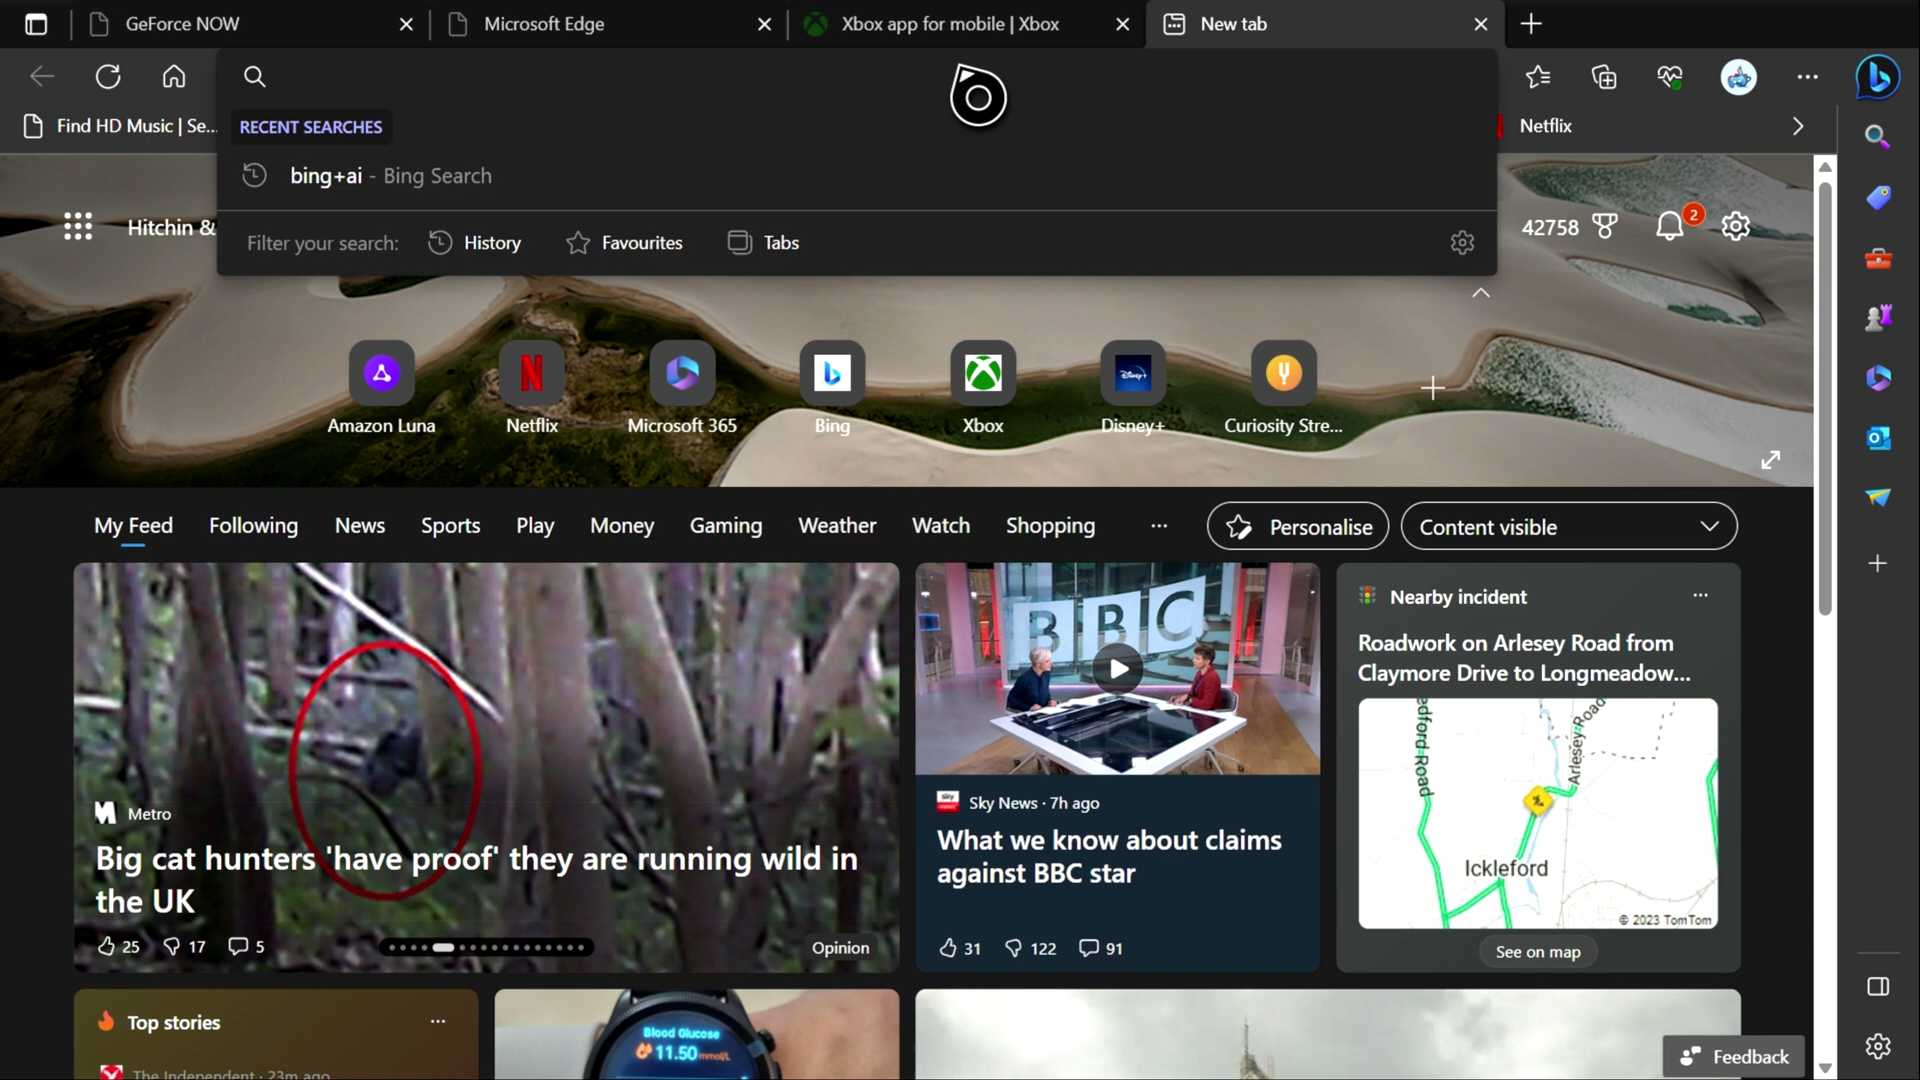 GeForce NOW
Microsoft Edge
Xbox app for mobile | Xbox
New tab
Find HD Music | Se...
RECENT SEARCHES
bing+ai - Bing Search
Netflix
Hitchin &
Filter your search:
History
Favourites
Tabs
42758
2
Amazon Luna
Netflix
Microsoft 365
Bing
Xbox
Disney+
Disney+
Curiosity Stre...
My Feed
Following
News
Sports
Play
Money
Gaming
Weather
Watch
Shopping
...
Personalise
Content visible
Metro
Big cat hunters 'have proof' they are running wild in
the UK
25
17
5
Opinion
BBC
Sky News · 7h ago
What we know about claims
against BBC star
31
122
91
Nearby incident
Roadwork on Arlesey Road from
Claymore Drive to Longmeadow...
edford Road
Arlesey Road
Ickleford
© 2023 TomTom
See on map
Top stories
The Independent · 23m ago
Blood Glucose
11.50 mmol/L
Feedback